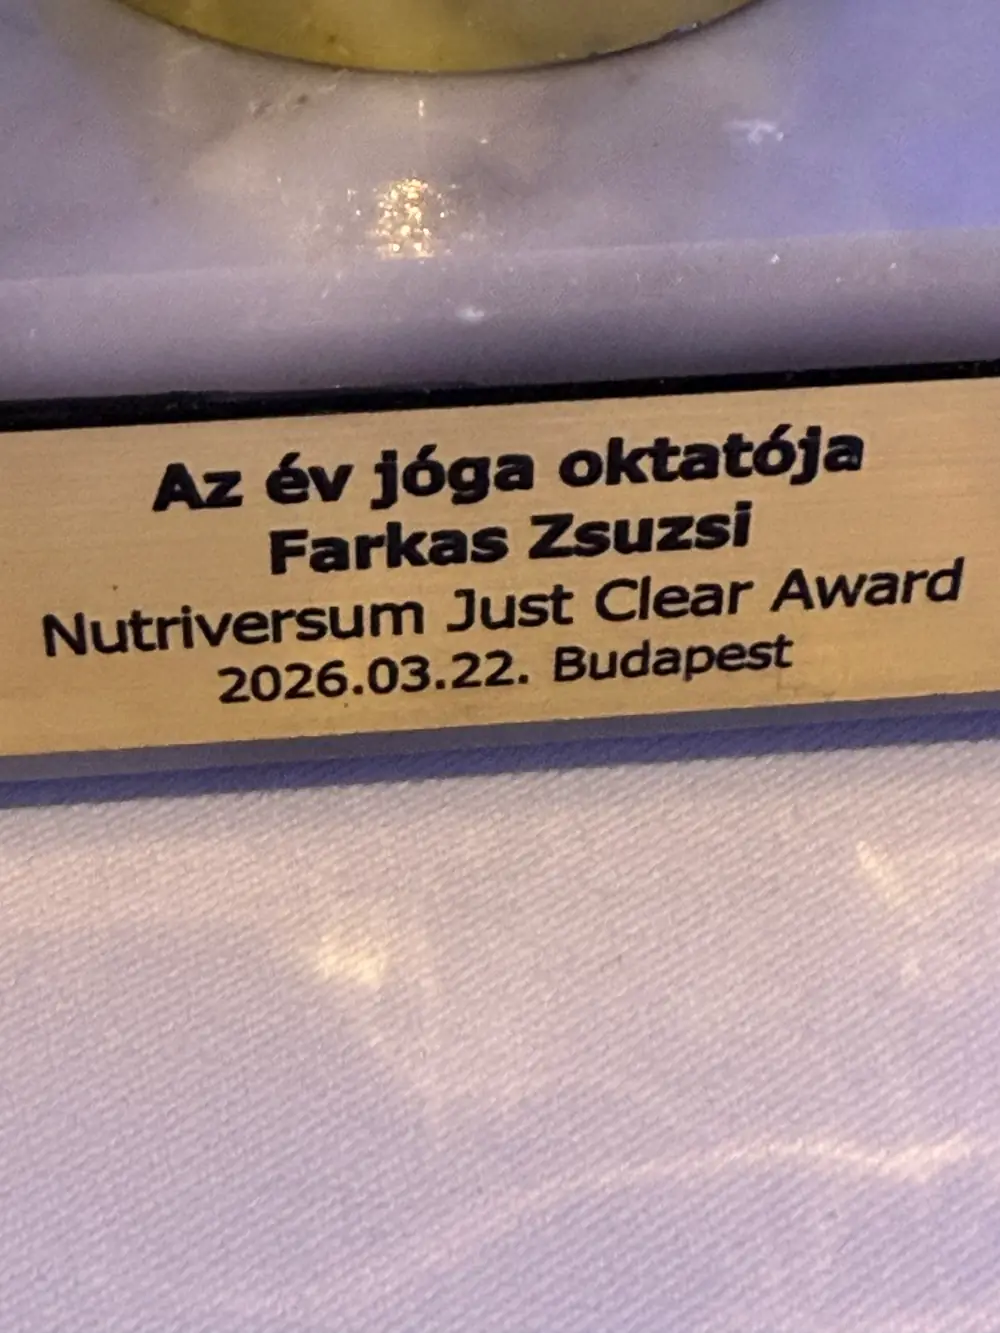 Az év jóga oktatója
Farkas Zsuzsi
Nutriversum Just Clear Award
2026.03.22. Budapest